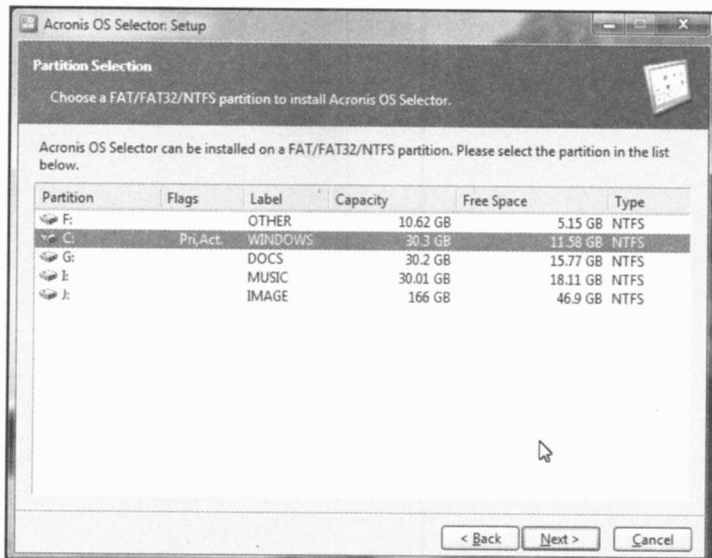 Acronis OS Selector: Setup
Partition Selection
Choose a FAT/FAT32/NTFS partition to install Acronis OS Selector.
Acronis OS Selector can be installed on a FAT/FAT32/NTFS partition. Please select the partition in the list
below.
Partition Flags Label Capacity Free Space Type
F: OTHER 10.62 GB 5.15 GB NTFS
C: Pri,Act. WINDOWS 30.3 GB 11.58 GB NTFS
G: DOCS 30.2 GB 15.77 GB NTFS
I: MUSIC 30.01 GB 18.11 GB NTFS
J: IMAGE 166 GB 46.9 GB NTFS
< Back Next > Cancel